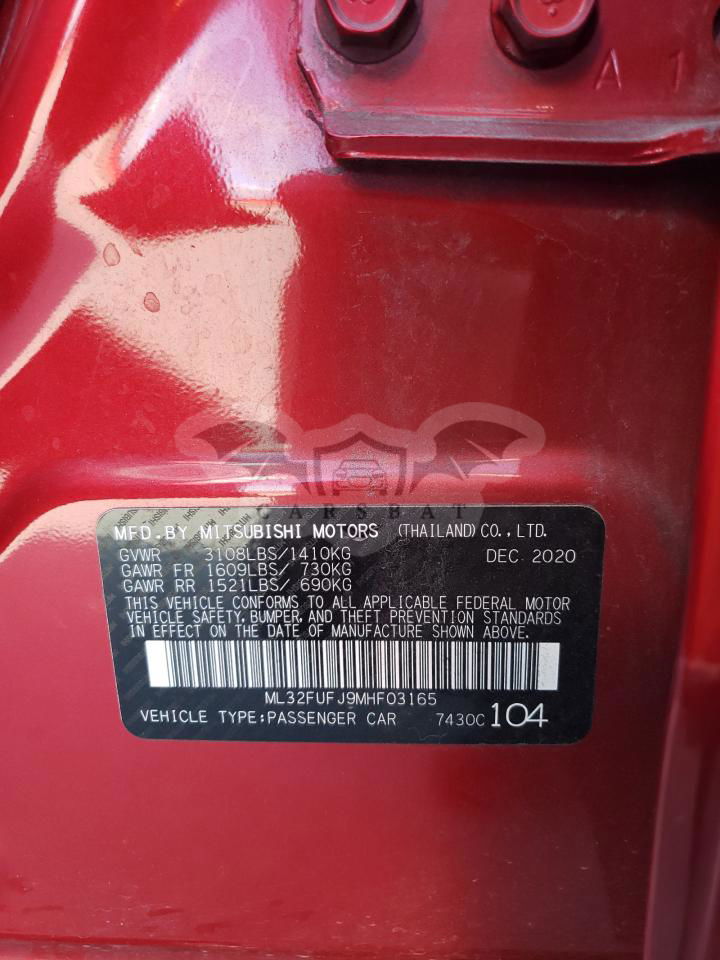 A 1
CARSBAT
MFD.BY MITSUBISHI MOTORS (THAILAND)CO.,LTD.
GVWR 3108LBS/1410KG DEC 2020
GAWR FR 1609LBS/ 730KG
GAWR RR 1521LBS/ 690KG
THIS VEHICLE CONFORMS TO ALL APPLICABLE FEDERAL MOTOR
VEHICLE SAFETY, BUMPER, AND THEFT PREVENTION STANDARDS
IN EFFECT ON THE DATE OF MANUFACTURE SHOWN ABOVE.
ML32FUFJ9MHF03165
VEHICLE TYPE:PASSENGER CAR 7430C 104